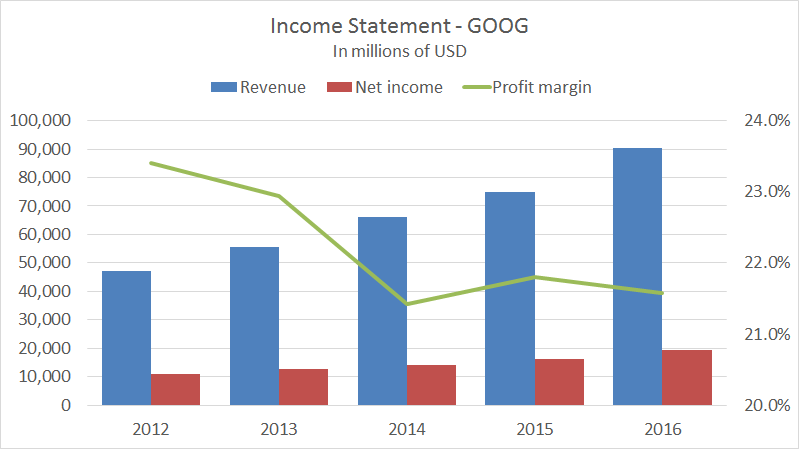 Income Statement - GOOG
In millions of USD
Revenue Net income Profit margin
100,000 24.0%
90,000
80,000
70,000 23.0%
60,000
50,000 22.0%
40,000
30,000 21.0%
20,000
10,000
0 20.0%
2012 2013 2014 2015 2016